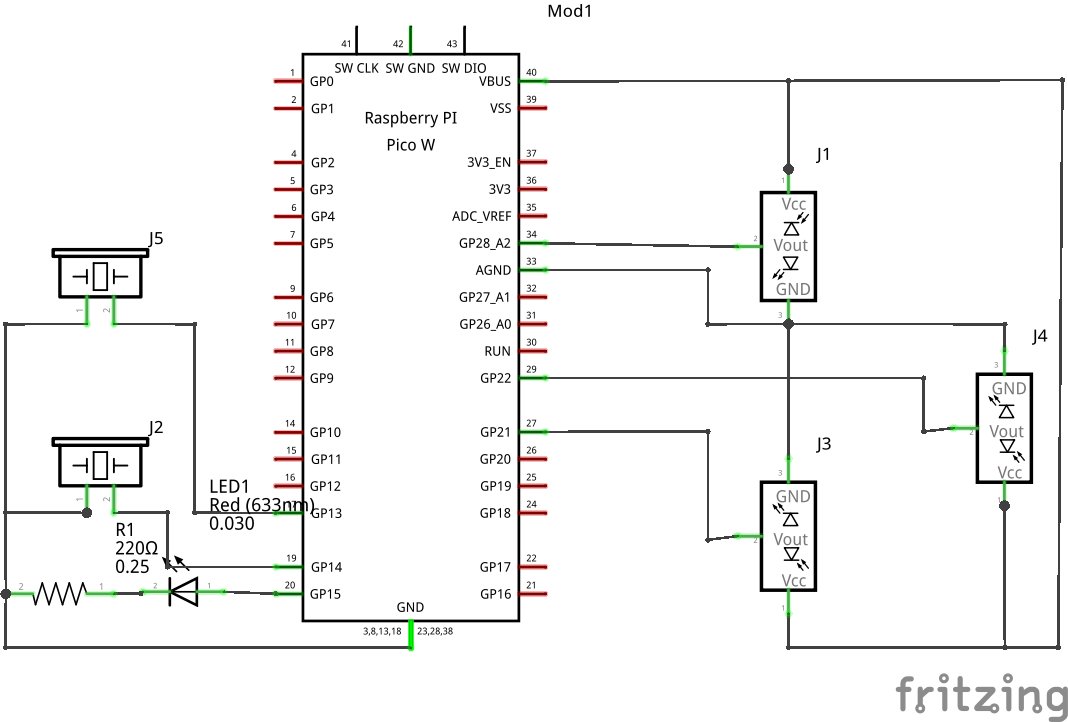 Mod1
41 42 43
SW CLK SW GND SW DIO
1 GP0 VBUS 40
2 GP1 VSS 39
Raspberry PI
Pico W
J1
4 GP2 3V3_EN 37
5 GP3 3V3 36
1
Vcc
6 GP4 ADC_VREF 35
J5
7 GP5 GP28_A2 34
2 Vout
AGND 33
9 GP6 GP27_A1 32
GND
1 2
3
10 GP7 GP26_A0 31
J4
11 GP8 RUN 30
3
12 GP9 GP22 29
GND
J2
14 GP10 GP21 27
2 Vout
J3
15 GP11 GP20 26
3
Vcc
16 GP12 GP25 25
LED1
Red (633nm)
0.030
1 2
GND
1
GP13 GP18 24
R1
220Ω
0.25
2 Vout
19 GP14 GP17 22
Vcc
2 1 2 1
20 GP15 GP16 21
1
GND
3,8,13,18 23,28,38
fritzing